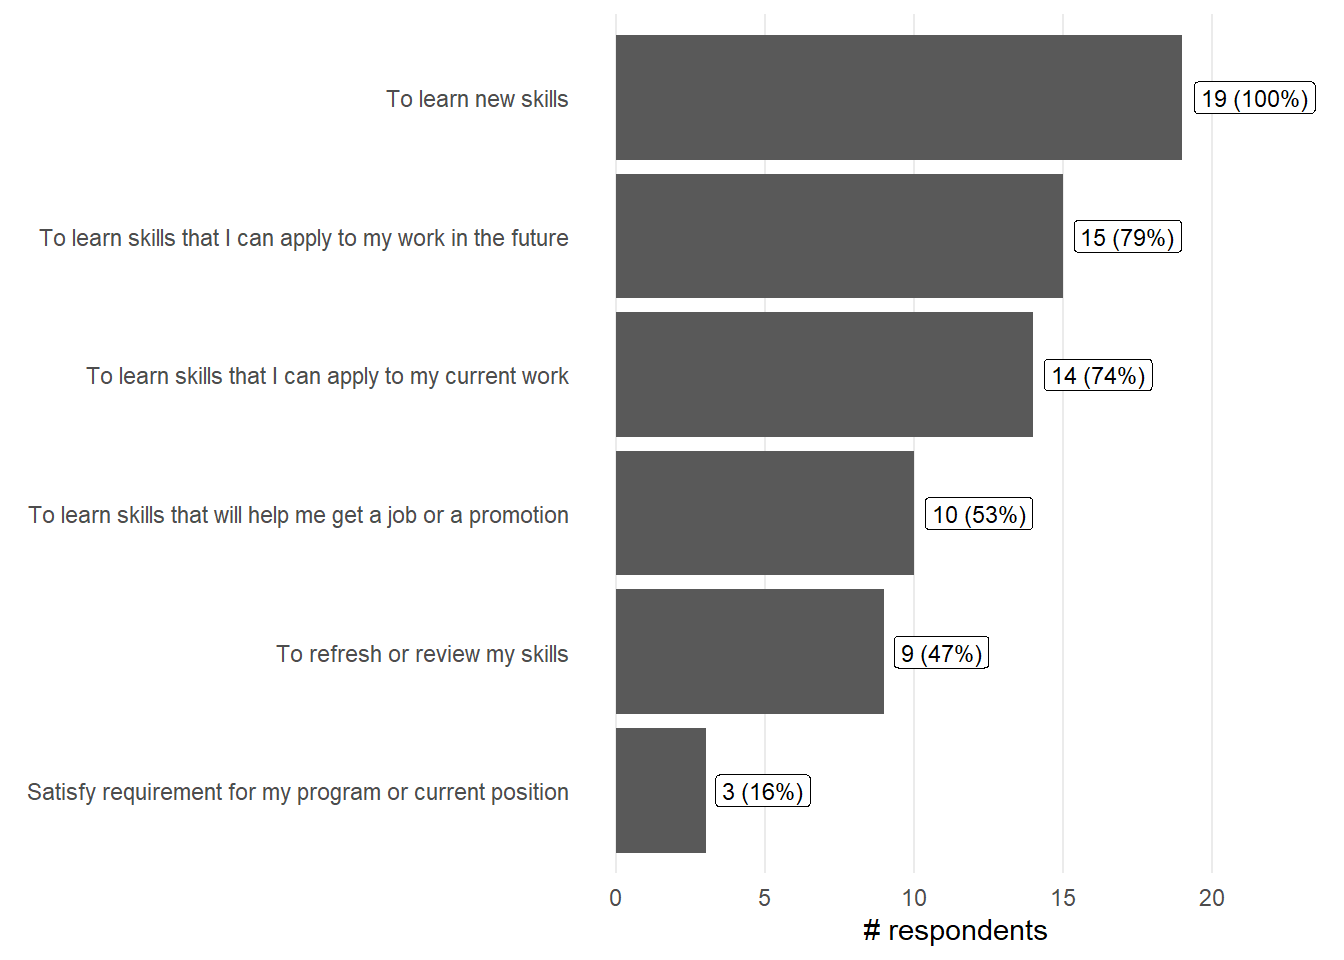 To learn new skills
19 (100%)
To learn skills that I can apply to my work in the future
15 (79%)
To learn skills that I can apply to my current work
14 (74%)
To learn skills that will help me get a job or a promotion
10 (53%)
To refresh or review my skills
9 (47%)
Satisfy requirement for my program or current position
3 (16%)
0 5 10 15 20
# respondents